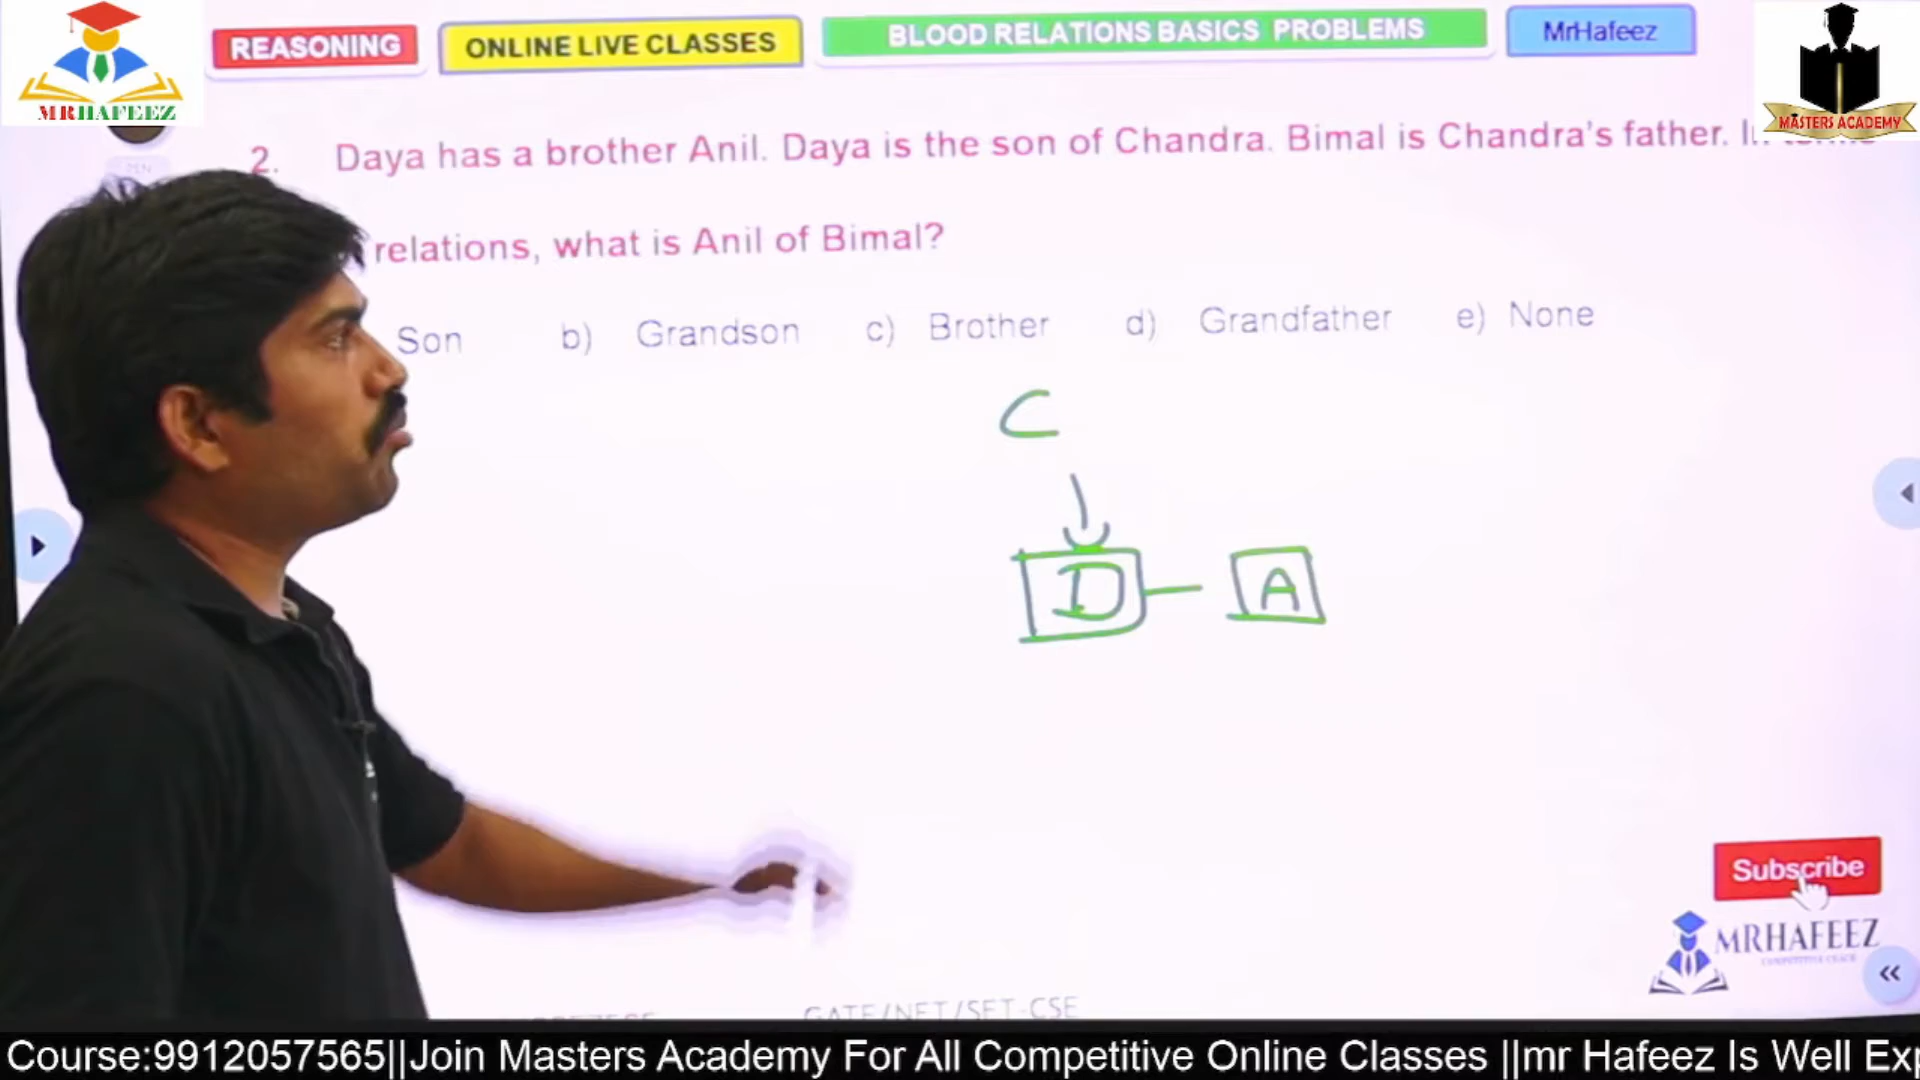 REASONING
ONLINE LIVE CLASSES
BLOOD RELATIONS BASICS PROBLEMS
MrHafeez
MRHAFEEZ
MASTERS ACADEMY
2. Daya has a brother Anil. Daya is the son of Chandra. Bimal is Chandra's father.
relations, what is Anil of Bimal?
Son b) Grandson c) Brother d) Grandfather e) None
C
D A
Subscribe
MRHAFEEZ
GATE/NET/SET-CSE
Course:9912057565||Join Masters Academy For All Competitive Online Classes ||mr Hafeez Is Well Exp